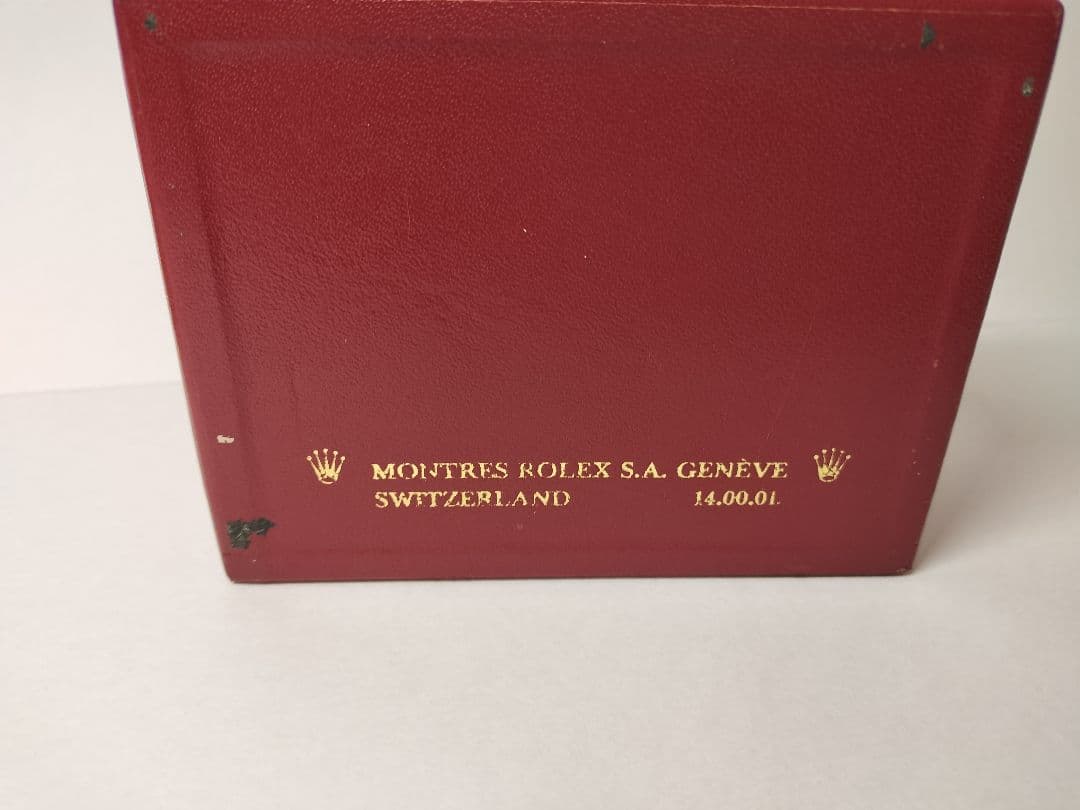 MONTRES ROLEX S.A. GENÈVE
SWITZERLAND 14.00.01